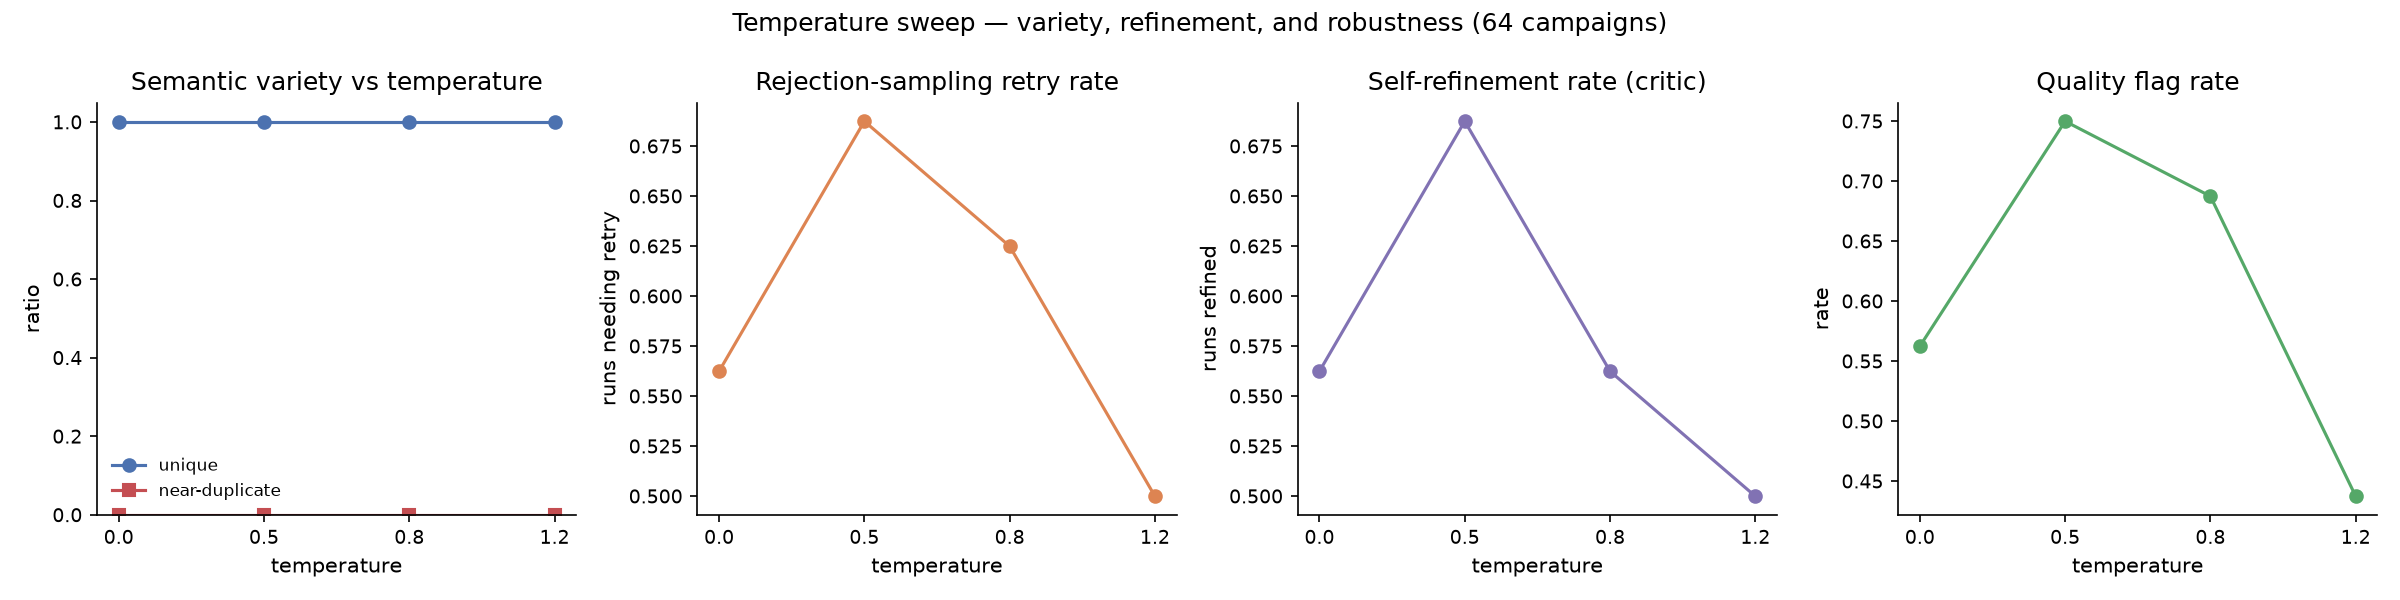 Temperature sweep — variety, refinement, and robustness (64 campaigns)
Semantic variety vs temperature
ratio
1.0
0.8
0.6
0.4
0.2
0.0
unique
near-duplicate
0.0 0.5 0.8 1.2
temperature
Rejection-sampling retry rate
runs needing retry
0.675
0.650
0.625
0.600
0.575
0.550
0.525
0.500
0.0 0.5 0.8 1.2
temperature
Self-refinement rate (critic)
runs refined
0.675
0.650
0.625
0.600
0.575
0.550
0.525
0.500
0.0 0.5 0.8 1.2
temperature
Quality flag rate
rate
0.75
0.70
0.65
0.60
0.55
0.50
0.45
0.0 0.5 0.8 1.2
temperature